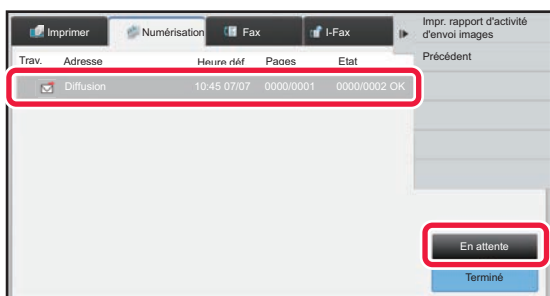 Imprimer Numérisation Fax I-Fax
Impr. rapport d'activité
d'envoi images
Précédent
Trav. Adresse Heure déf Pages Etat
Diffusion 10:45 07/07 0000/0001 0000/0002 OK
En attente
Terminé